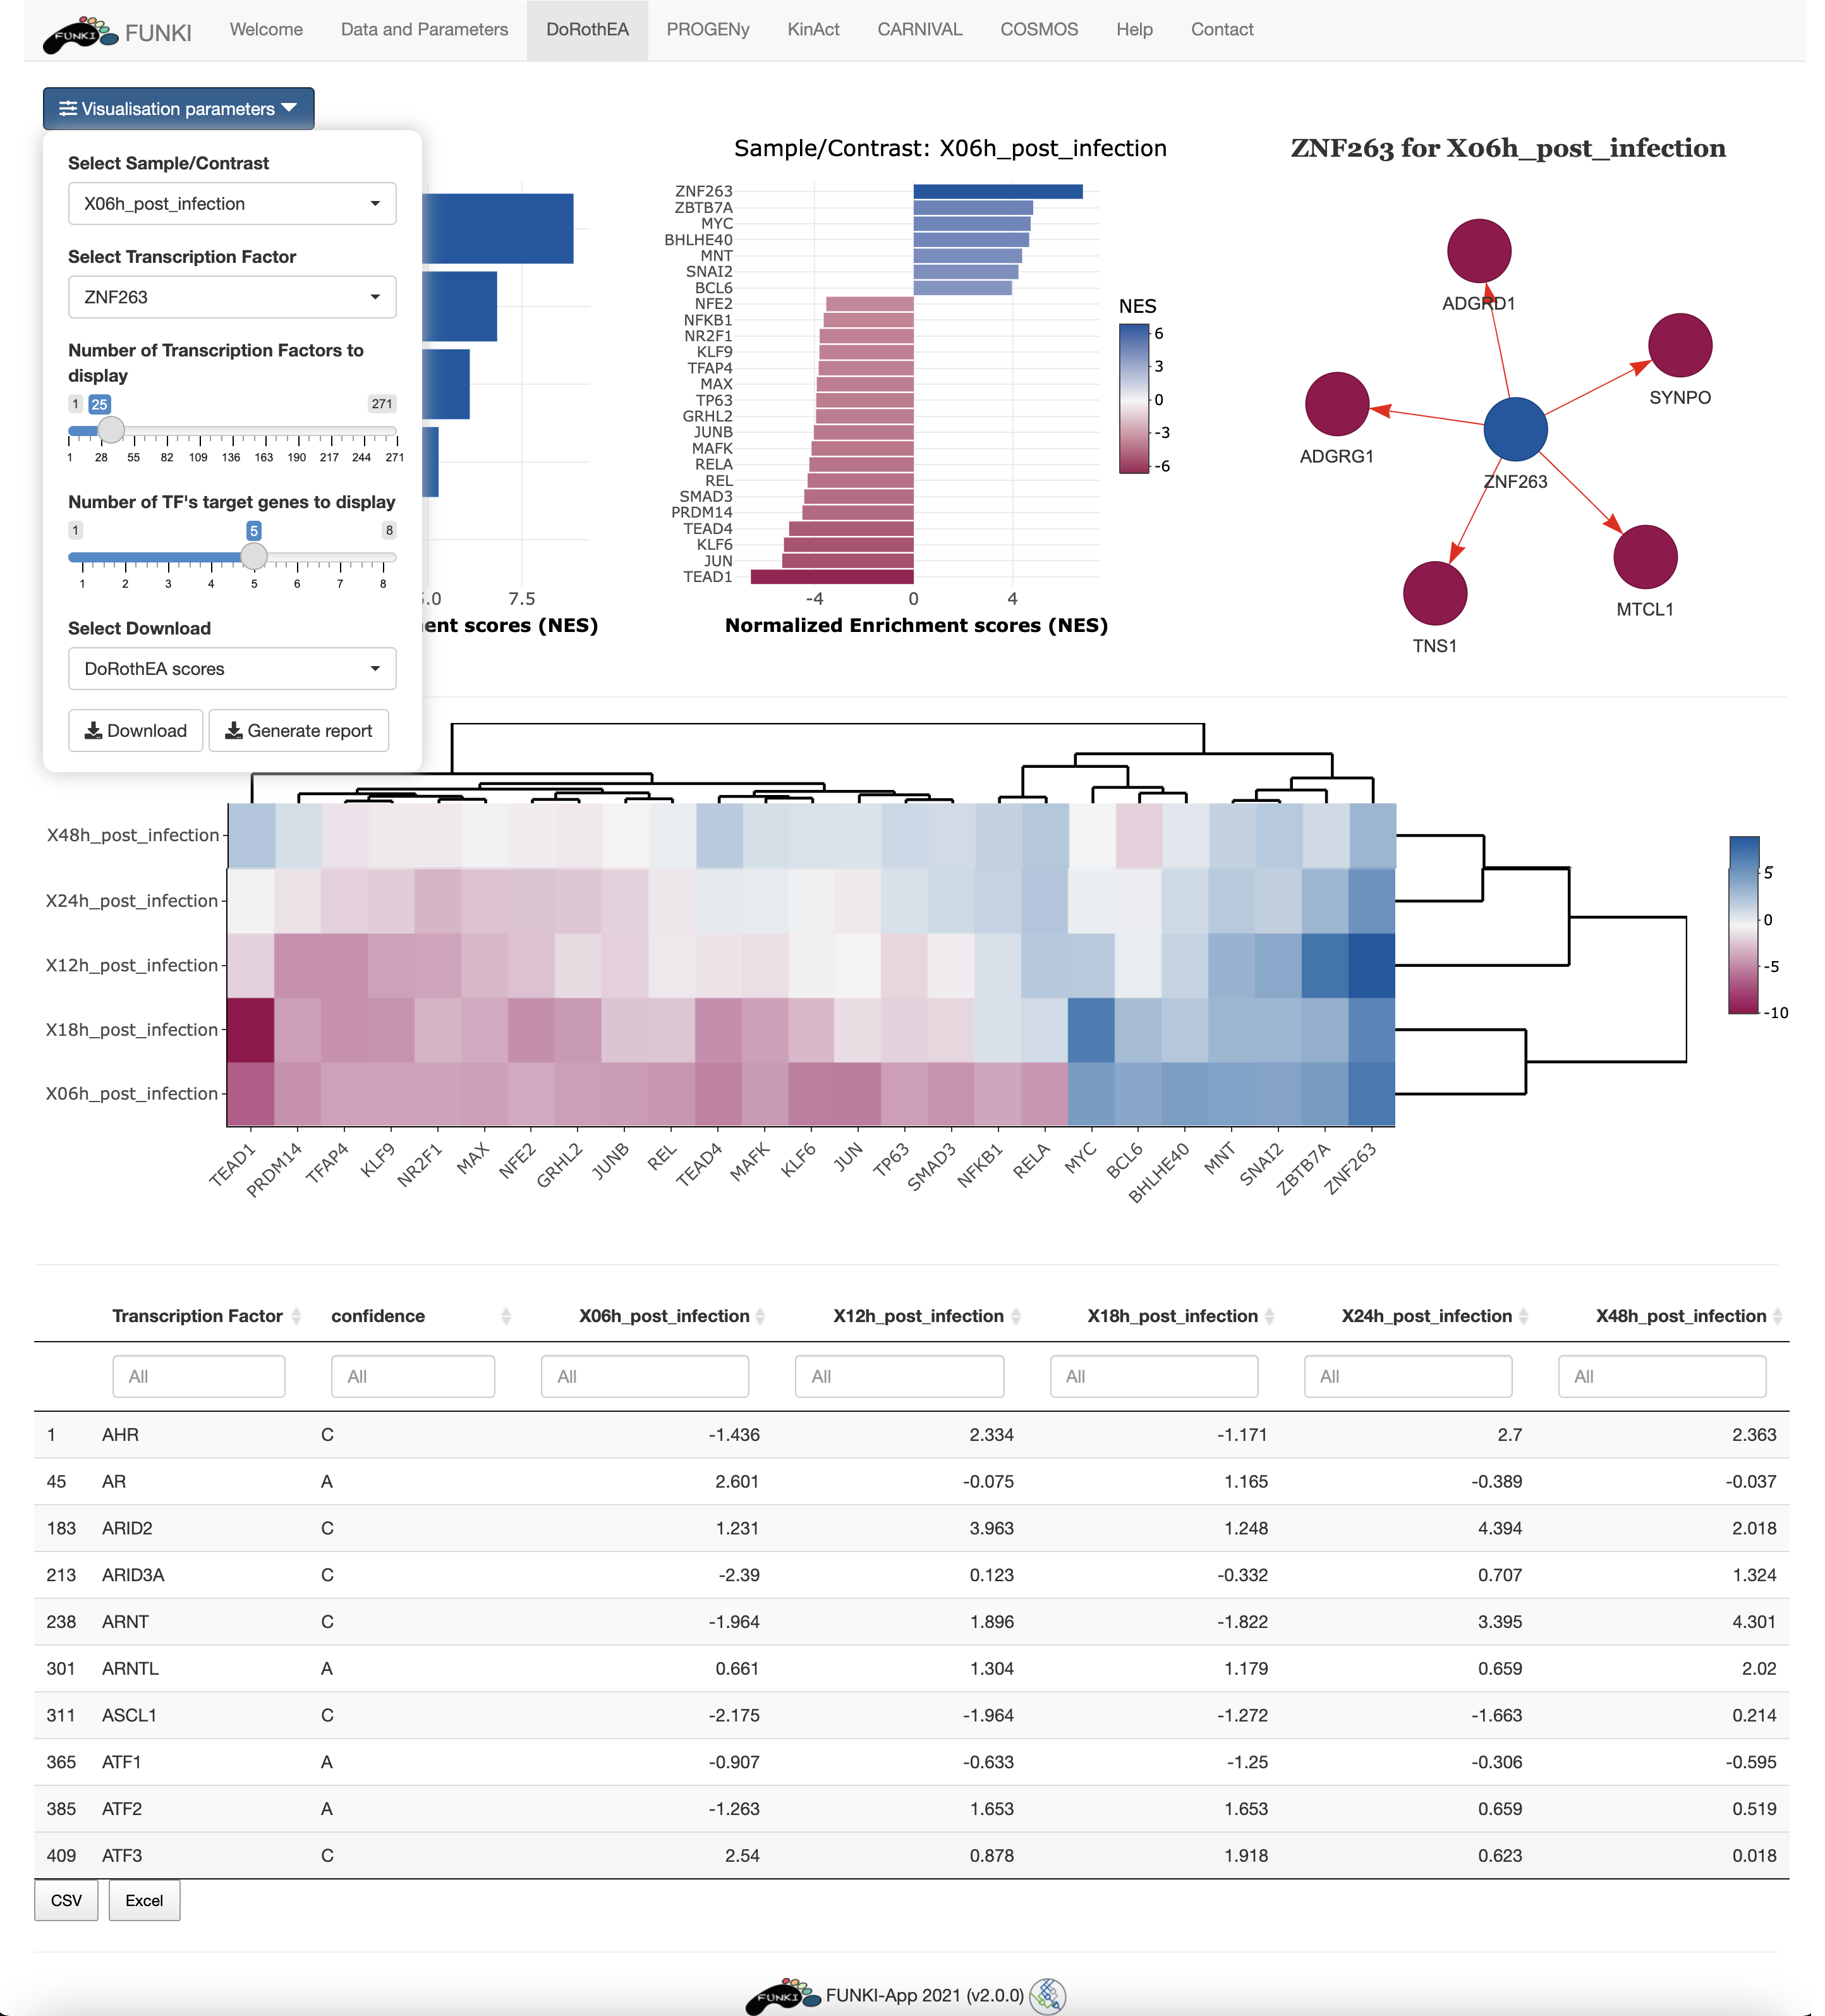 FUNKI FUNKI Welcome Data and Parameters DoRothEA PROGENy KinAct CARNIVAL COSMOS Help Contact
Visualisation parameters
Select Sample/Contrast
X06h_post_infection
Select Transcription Factor
ZNF263
Number of Transcription Factors to
display
1 25 271
1 28 55 82 109 136 163 190 217 244 271
Number of TF's target genes to display
1 5 8
1 2 3 4 5 6 7 8
Select Download
DoRothEA scores
Download Generate report
7.5
scores (NES)
Sample/Contrast: X06h_post_infection
ZNF263
ZBTB7A
MYC
BHLHE40
MNT
SNAI2
BCL6
NFE2
NFKB1
NR2F1
KLF9
TFAP4
MAX
TP63
GRHL2
JUNB
MAFK
RELA
REL
SMAD3
PRDM14
TEAD4
KLF6
JUN
TEAD1
-4 0 4
Normalized Enrichment scores (NES)
NES
6
3
0
-3
-6
ZNF263 for X06h_post_infection
ADGRD1
SYNPO
ADGRG1
ZNF263
MTCL1
TNS1
X48h_post_infection
X24h_post_infection
X12h_post_infection
X18h_post_infection
X06h_post_infection
TEAD1 PRDM14 TFAP4 KLF9 NR2F1 MAX NFE2 GRHL2 JUNB REL TEAD4 MAFK KLF6 JUN TP63 SMAD3 NFKB1 RELA MYC BCL6 BHLHE40 MNT SNAI2 ZBTB7A ZNF263
5
0
-5
-10
Transcription Factor confidence X06h_post_infection X12h_post_infection X18h_post_infection X24h_post_infection X48h_post_infection
All All All All All All All
1 AHR C -1.436 2.334 -1.171 2.7 2.363
45 AR A 2.601 -0.075 1.165 -0.389 -0.037
183 ARID2 C 1.231 3.963 1.248 4.394 2.018
213 ARID3A C -2.39 0.123 -0.332 0.707 1.324
238 ARNT C -1.964 1.896 -1.822 3.395 4.301
301 ARNTL A 0.661 1.304 1.179 0.659 2.02
311 ASCL1 C -2.175 -1.964 -1.272 -1.663 0.214
365 ATF1 A -0.907 -0.633 -1.25 -0.306 -0.595
385 ATF2 A -1.263 1.653 1.653 0.659 0.519
409 ATF3 C 2.54 0.878 1.918 0.623 0.018
CSV Excel
FUNKI FUNKI-App 2021 (v2.0.0)